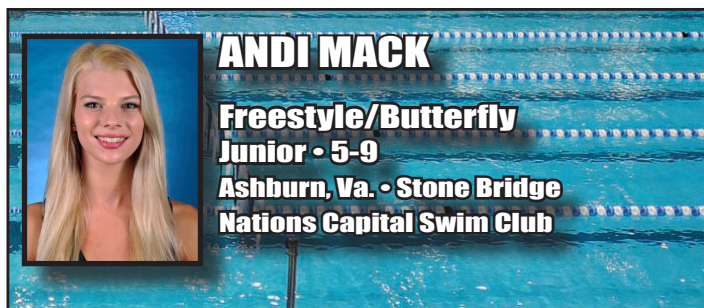 ANDI MACK
Freestyle/Butterfly
Junior • 5-9
Ashburn, Va. • Stone Bridge
Nations Capital Swim Club